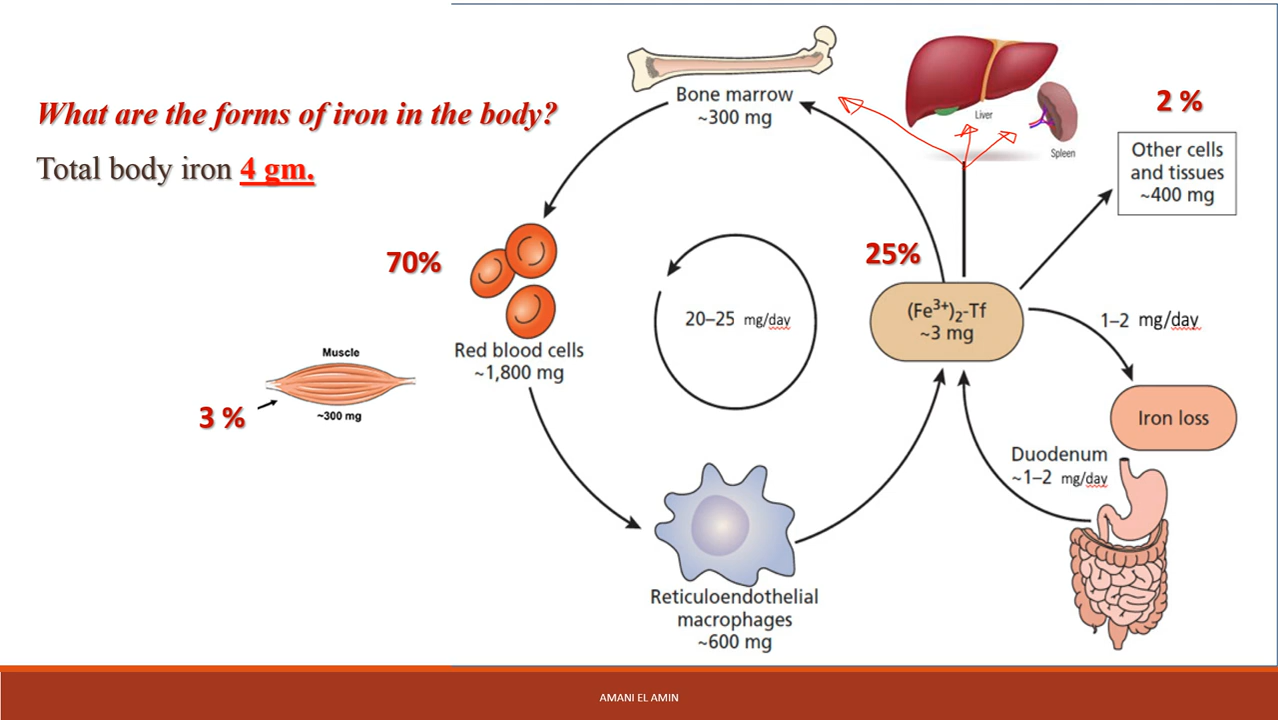 What are the forms of iron in the body?
Total body iron 4 gm.
Bone marrow
~300 mg
Liver
Spleen
2 %
Other cells
and tissues
~400 mg
70%
25%
20–25 mg/day
(Fe³⁺)₂-Tf
~3 mg
1–2 mg/day
Red blood cells
~1,800 mg
Muscle
~300 mg
3 %
Iron loss
Duodenum
~1–2 mg/day
Reticuloendothelial
macrophages
~600 mg
AMANI EL AMIN